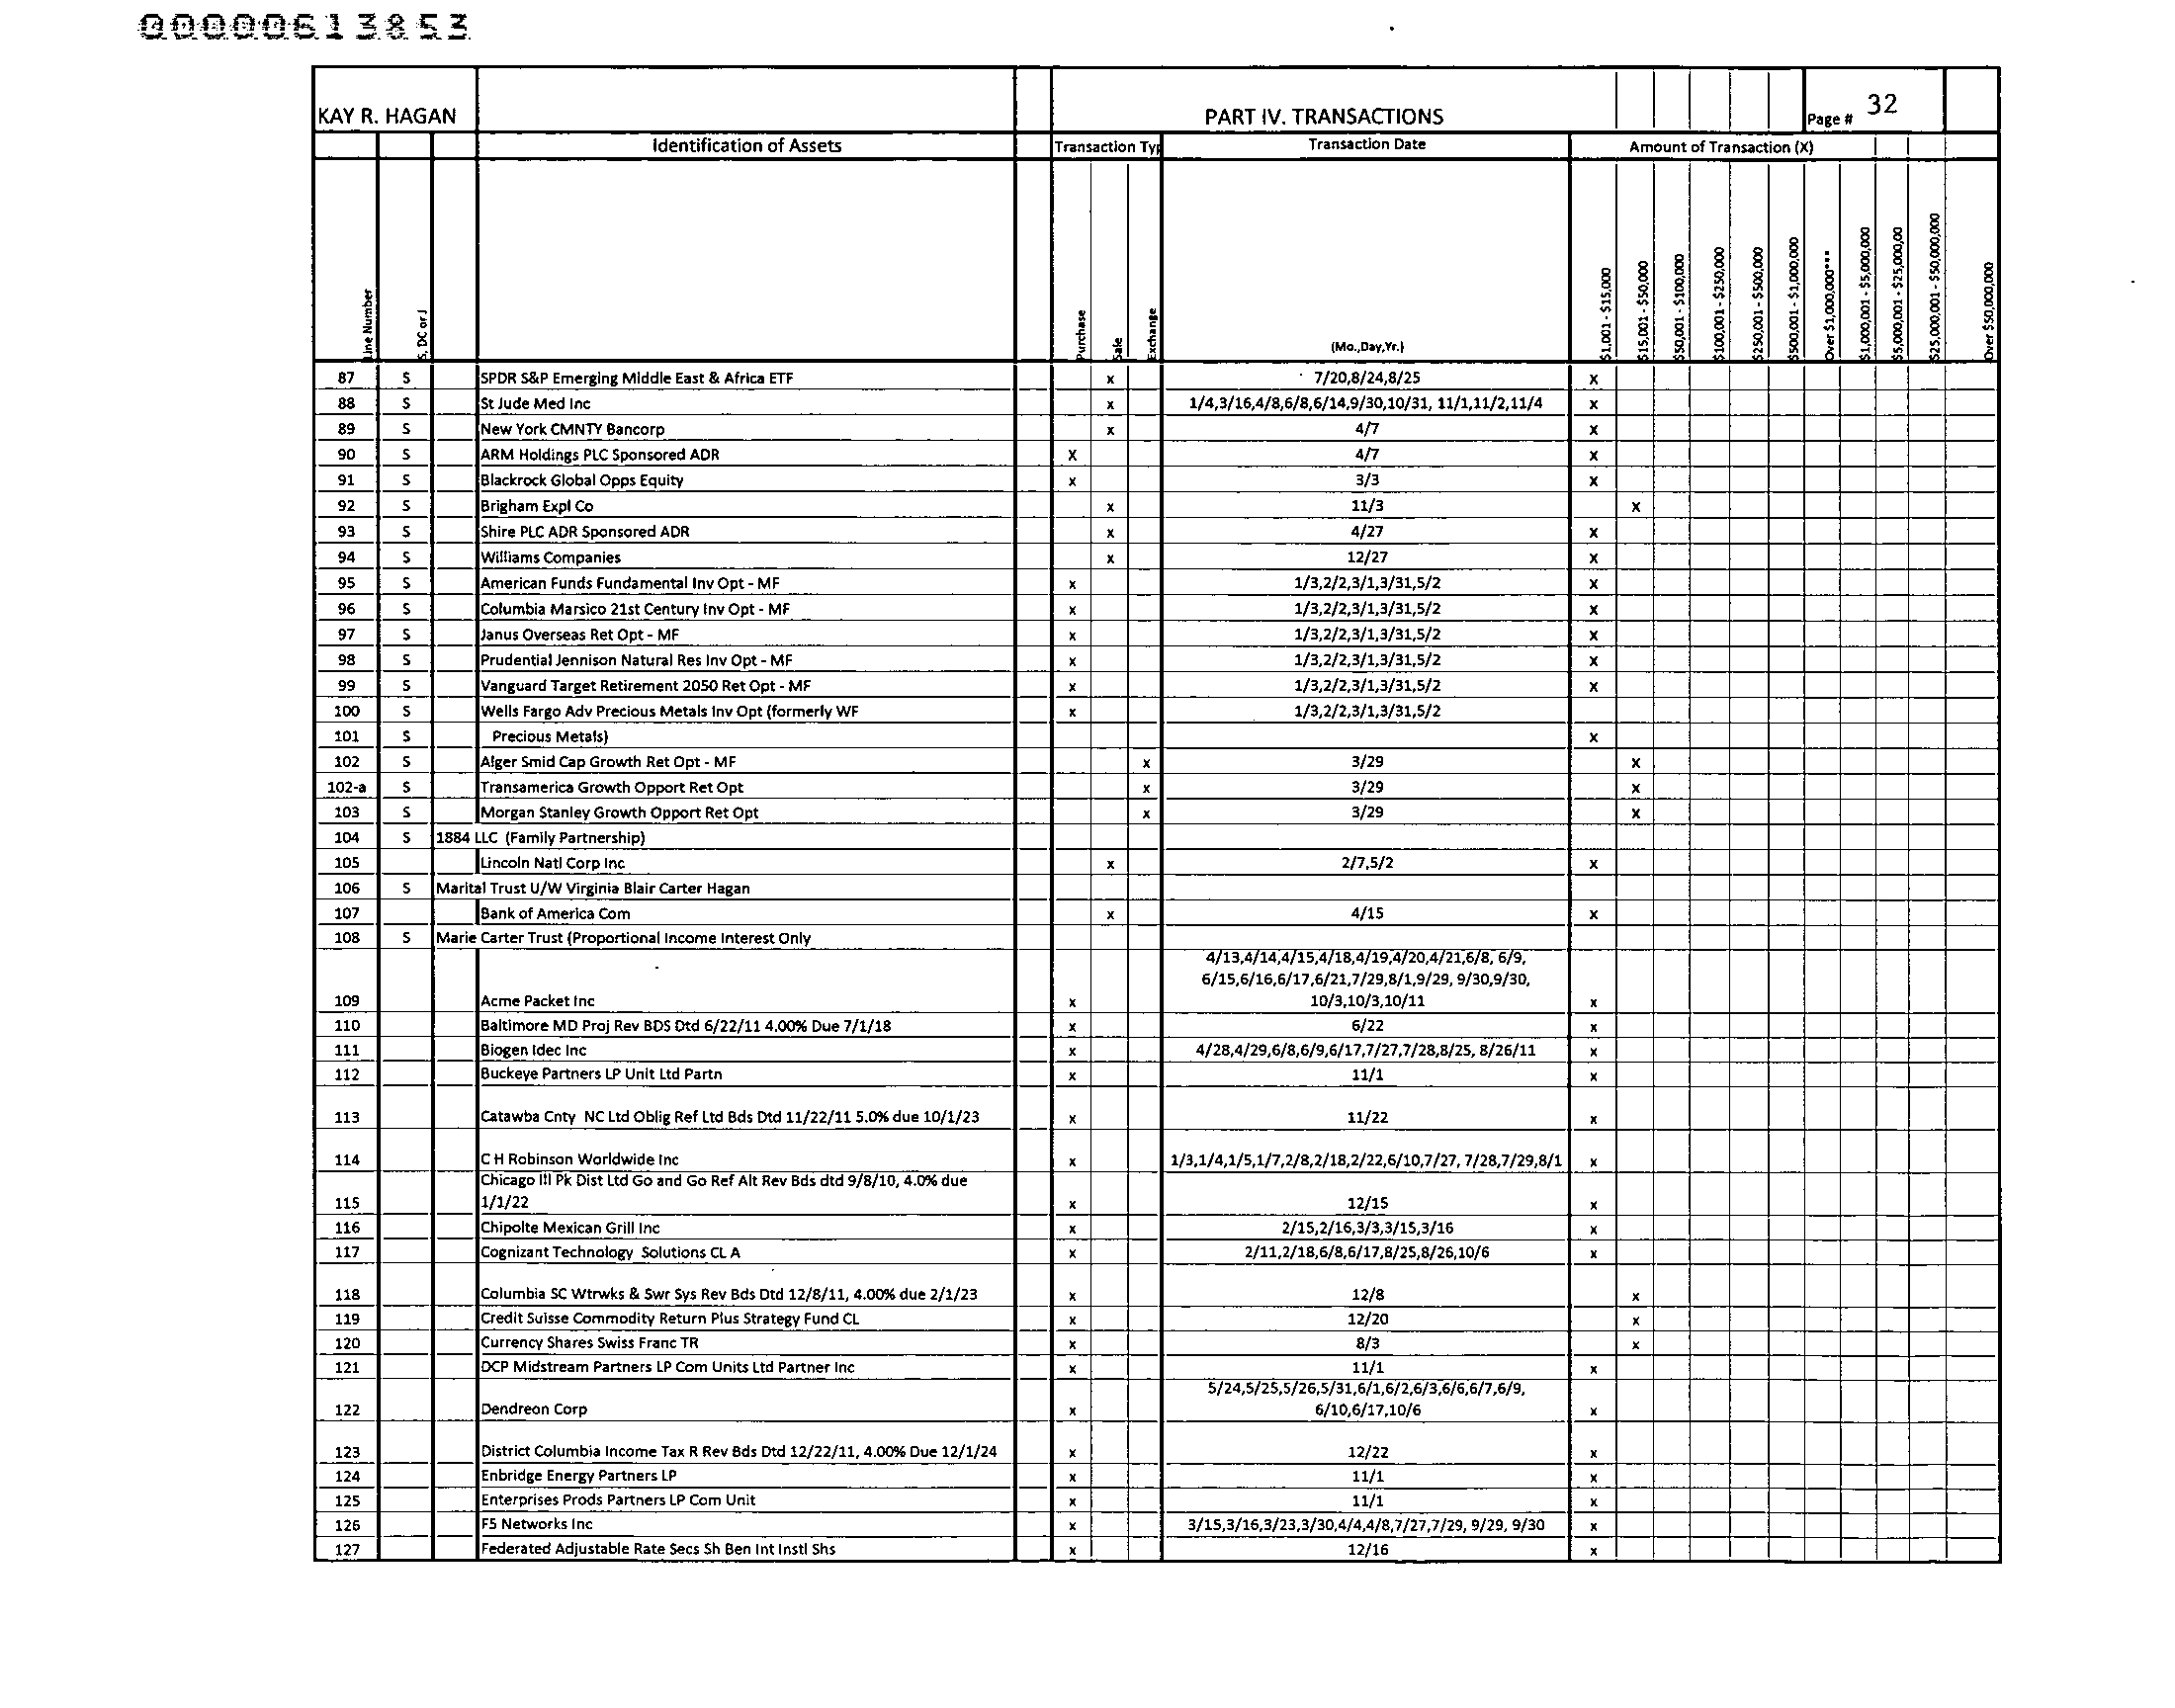 00000613853
KAY R. HAGAN PART IV. TRANSACTIONS Page # 32
Identification of Assets Transaction Typ Transaction Date Amount of Transaction (X)
Line Number S, DC or J Purchase Sale Exchange (Mo.,Day,Yr.) $1,001 - $15,000 $15,001 - $50,000 $50,001 - $100,000 $100,001 - $250,000 $250,001 - $500,000 $500,001 - $1,000,000 Over $1,000,000*** $1,000,001 - $5,000,000 $5,000,001 - $25,000,00 $25,000,001 - $50,000,000 Over $50,000,000
87 S SPDR S&P Emerging Middle East & Africa ETF x 7/20,8/24,8/25 x
88 S St Jude Med Inc x 1/4,3/16,4/8,6/8,6/14,9/30,10/31, 11/1,11/2,11/4 x
89 S New York CMNTY Bancorp x 4/7 x
90 S ARM Holdings PLC Sponsored ADR X 4/7 x
91 S Blackrock Global Opps Equity x 3/3 x
92 S Brigham Expl Co x 11/3 x
93 S Shire PLC ADR Sponsored ADR x 4/27 x
94 S Williams Companies x 12/27 x
95 S American Funds Fundamental Inv Opt - MF x 1/3,2/2,3/1,3/31,5/2 x
96 S Columbia Marsico 21st Century Inv Opt - MF x 1/3,2/2,3/1,3/31,5/2 x
97 S Janus Overseas Ret Opt - MF x 1/3,2/2,3/1,3/31,5/2 x
98 S Prudential Jennison Natural Res Inv Opt - MF x 1/3,2/2,3/1,3/31,5/2 x
99 S Vanguard Target Retirement 2050 Ret Opt - MF x 1/3,2/2,3/1,3/31,5/2 x
100 S Wells Fargo Adv Precious Metals Inv Opt (formerly WF x 1/3,2/2,3/1,3/31,5/2
101 S Precious Metals) x
102 S Alger Smid Cap Growth Ret Opt - MF x 3/29 x
102-a S Transamerica Growth Opport Ret Opt x 3/29 x
103 S Morgan Stanley Growth Opport Ret Opt x 3/29 x
104 S 1884 LLC (Family Partnership)
105 Lincoln Natl Corp Inc x 2/7,5/2 x
106 S Marital Trust U/W Virginia Blair Carter Hagan
107 Bank of America Com x 4/15 x
108 S Marie Carter Trust (Proportional Income Interest Only
4/13,4/14,4/15,4/18,4/19,4/20,4/21,6/8, 6/9,
6/15,6/16,6/17,6/21,7/29,8/1,9/29, 9/30,9/30,
109 Acme Packet Inc x 10/3,10/3,10/11 x
110 Baltimore MD Proj Rev BDS Dtd 6/22/11 4.00% Due 7/1/18 x 6/22 x
111 Biogen Idec Inc x 4/28,4/29,6/8,6/9,6/17,7/27,7/28,8/25, 8/26/11 x
112 Buckeye Partners LP Unit Ltd Partn x 11/1 x
113 Catawba Cnty NC Ltd Oblig Ref Ltd Bds Dtd 11/22/11 5.0% due 10/1/23 x 11/22 x
114 C H Robinson Worldwide Inc x 1/3,1/4,1/5,1/7,2/8,2/18,2/22,6/10,7/27, 7/28,7/29,8/1 x
Chicago Ill Pk Dist Ltd Go and Go Ref Alt Rev Bds dtd 9/8/10, 4.0% due
115 1/1/22 x 12/15 x
116 Chipolte Mexican Grill Inc x 2/15,2/16,3/3,3/15,3/16 x
117 Cognizant Technology Solutions CL A x 2/11,2/18,6/8,6/17,8/25,8/26,10/6 x
118 Columbia SC Wtrwks & Swr Sys Rev Bds Dtd 12/8/11, 4.00% due 2/1/23 x 12/8 x
119 Credit Suisse Commodity Return Plus Strategy Fund CL x 12/20 x
120 Currency Shares Swiss Franc TR x 8/3 x
121 DCP Midstream Partners LP Com Units Ltd Partner Inc x 11/1 x
5/24,5/25,5/26,5/31,6/1,6/2,6/3,6/6,6/7,6/9,
122 Dendreon Corp x 6/10,6/17,10/6 x
123 District Columbia Income Tax R Rev Bds Dtd 12/22/11, 4.00% Due 12/1/24 x 12/22 x
124 Enbridge Energy Partners LP x 11/1 x
125 Enterprises Prods Partners LP Com Unit x 11/1 x
126 F5 Networks Inc x 3/15,3/16,3/23,3/30,4/4,4/8,7/27,7/29, 9/29, 9/30 x
127 Federated Adjustable Rate Secs Sh Ben Int Instl Shs x 12/16 x